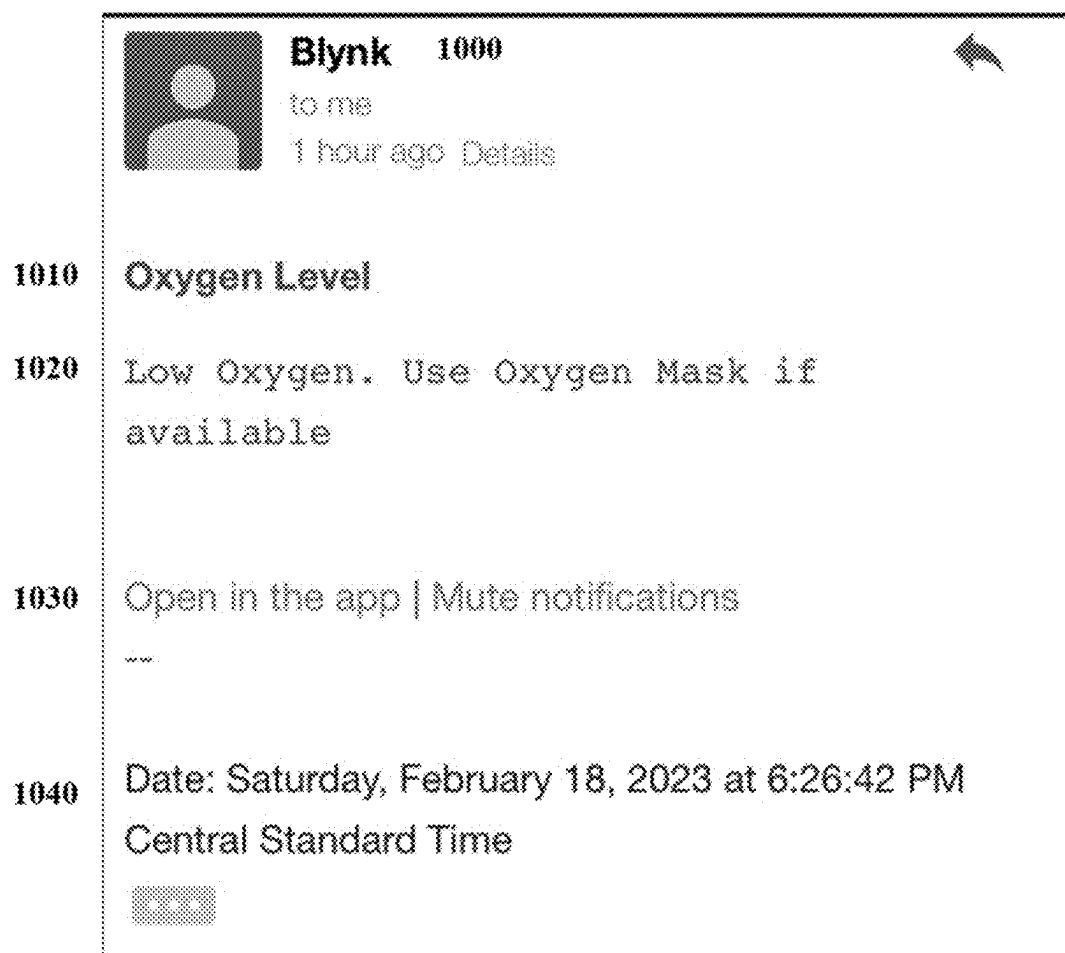 Blynk 1000
to me
1 hour ago Details
1010 Oxygen Level
1020 Low Oxygen. Use Oxygen Mask if
available
1030 Open in the app | Mute notifications
--
1040 Date: Saturday, February 18, 2023 at 6:26:42 PM
Central Standard Time